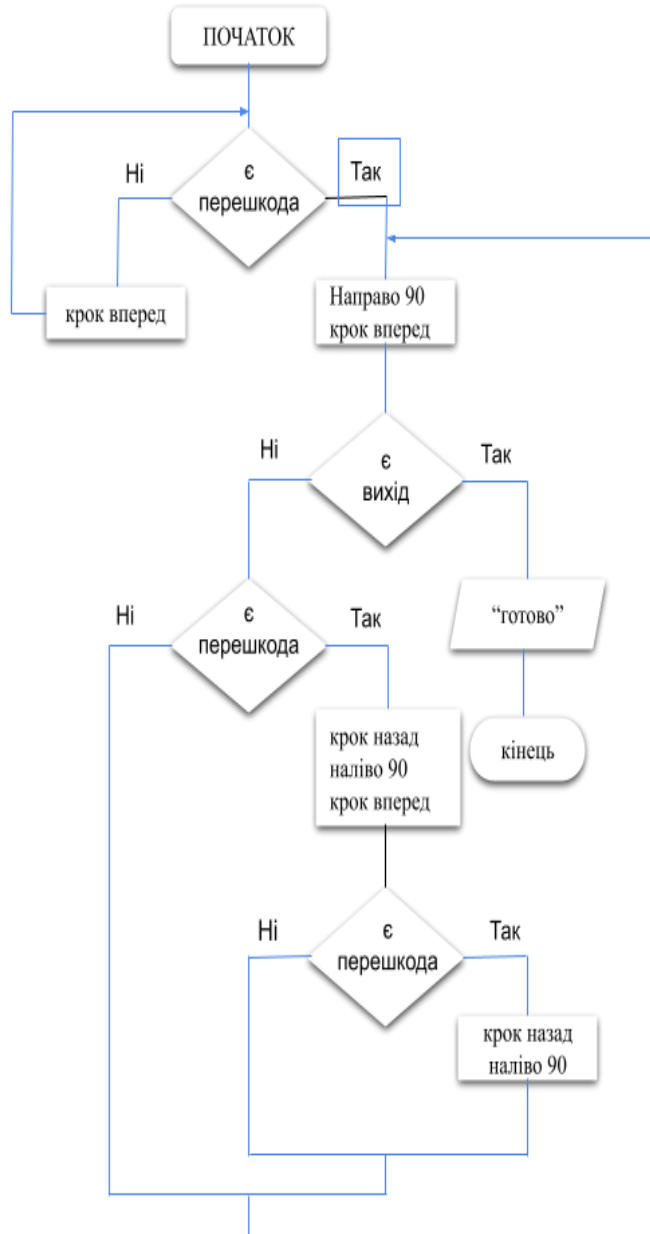 ПОЧАТОК
Ні
є
перешкода
Так
крок вперед
Направо 90
крок вперед
Ні
є
вихід
Так
Ні
є
перешкода
Так
“готово”
крок назад
наліво 90
крок вперед
кінець
Ні
є
перешкода
Так
крок назад
наліво 90